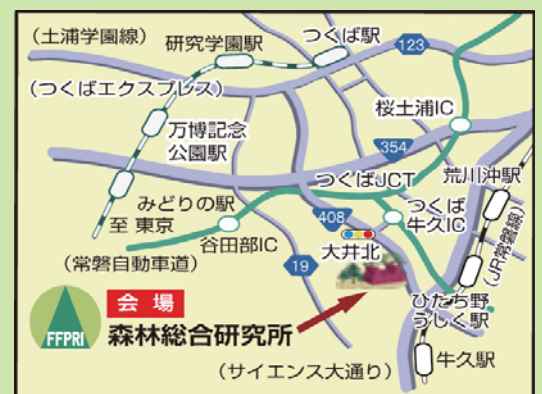 (土浦学園線)
研究学園駅
つくば駅
123
(つくばエクスプレス)
桜土浦IC
万博記念
公園駅
354
荒川沖駅
つくばJCT
みどりの駅
至 東京
408
つくば
牛久IC
谷田部IC
大井北
(JR常磐線)
(常磐自動車道)
19
ひたち野
うしく駅
会場
FFPRI
森林総合研究所
牛久駅
(サイエンス大通り)